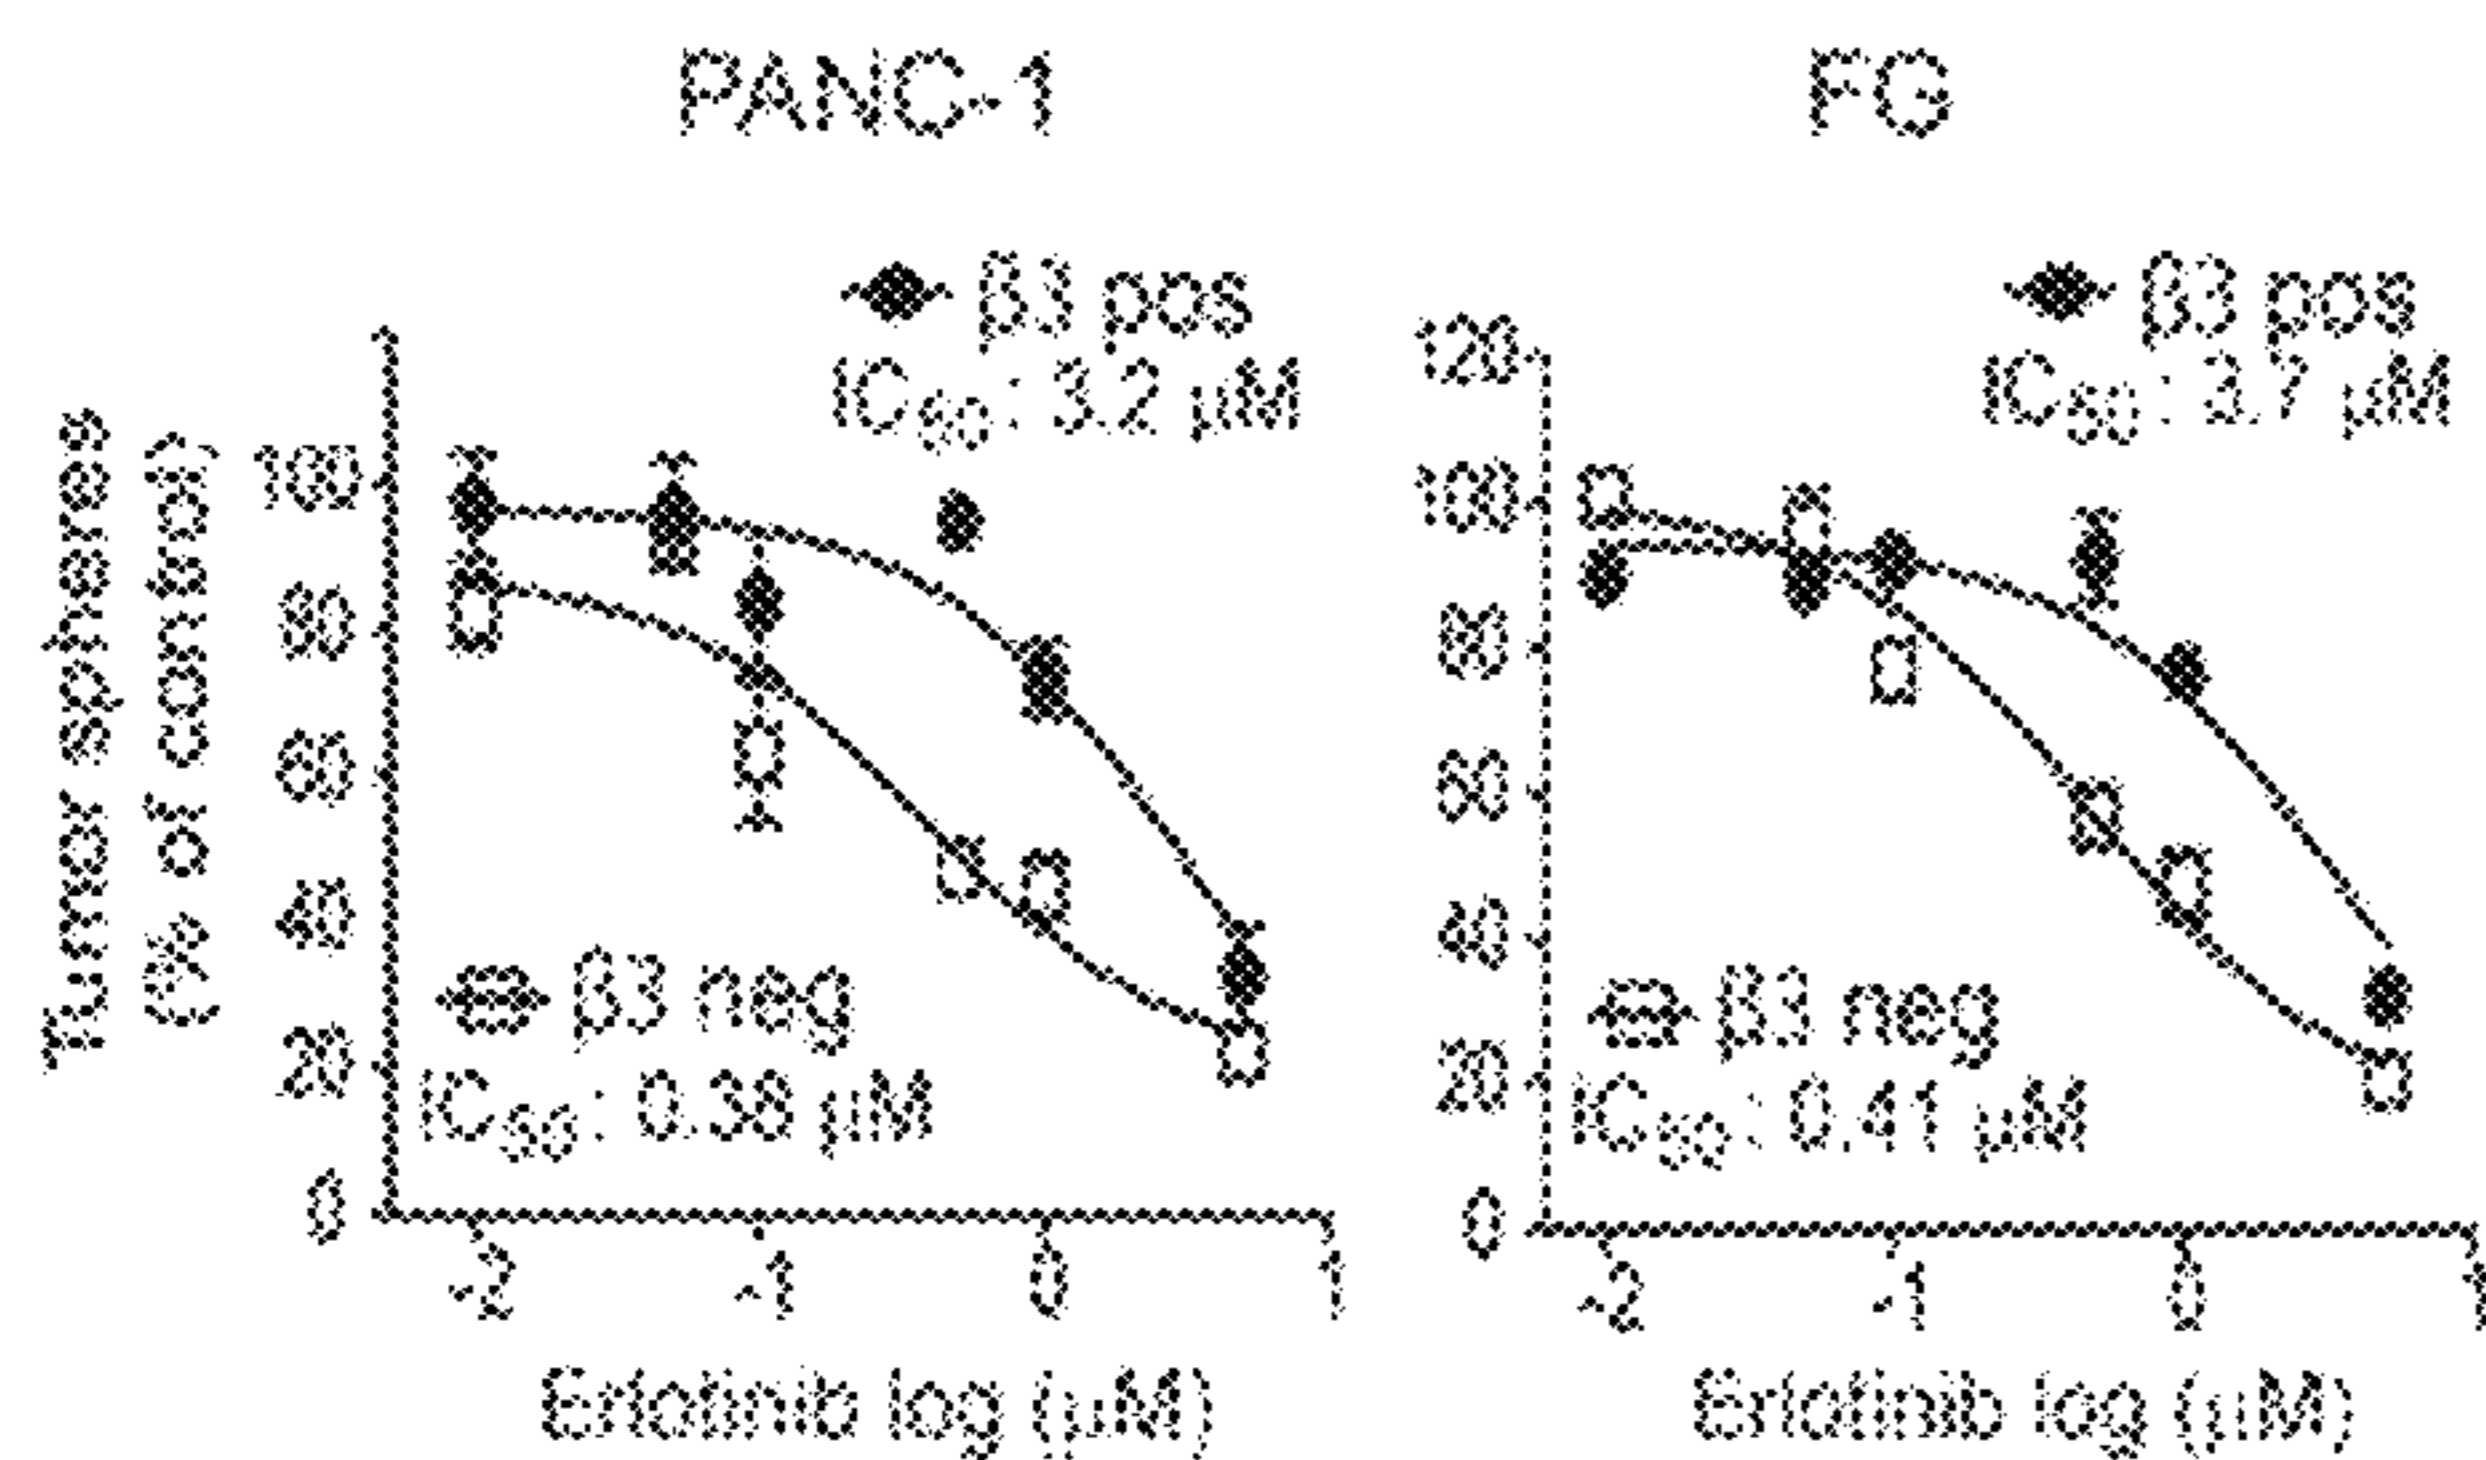 PANC-1
β3 pos
IC50: 3.2 µM
Tumor spheres
(% of control)
100
80
60
40
20
0
β3 neg
IC50: 0.38 µM
-2 -1 0 1
Erlotinib log (µM)
FG
β3 pos
IC50: 3.7 µM
120
100
80
60
40
20
0
β3 neg
IC50: 0.41 µM
-2 -1 0 1
Erlotinib log (µM)